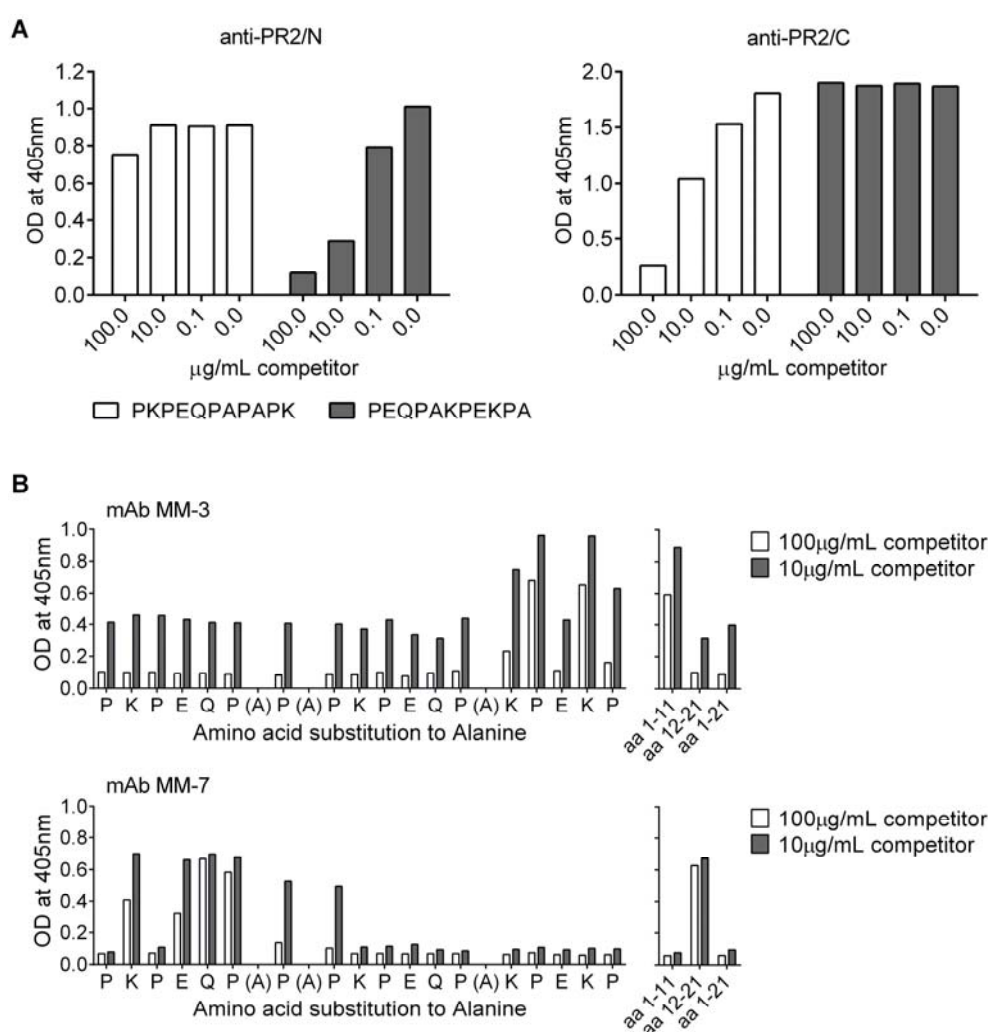 A
anti-PR2/N
anti-PR2/C
OD at 405nm
1.2
1.0
0.8
0.6
0.4
0.2
0.0
100.0 10.0 0.1 0.0 100.0 10.0 0.1 0.0
μg/mL competitor
OD at 405nm
2.0
1.5
1.0
0.5
0.0
100.0 10.0 0.1 0.0 100.0 10.0 0.1 0.0
μg/mL competitor
PKPEQPAPAPK PEQPAKPEKPA
B
mAb MM-3
OD at 405nm
1.0
0.8
0.6
0.4
0.2
0.0
P K P E Q P (A) P (A) P K P E Q P (A) K P E K P
Amino acid substitution to Alanine
aa 1-11 aa 12-21 aa 1-21
100μg/mL competitor
10μg/mL competitor
mAb MM-7
OD at 405nm
1.0
0.8
0.6
0.4
0.2
0.0
P K P E Q P (A) P (A) P K P E Q P (A) K P E K P
Amino acid substitution to Alanine
aa 1-11 aa 12-21 aa 1-21
100μg/mL competitor
10μg/mL competitor